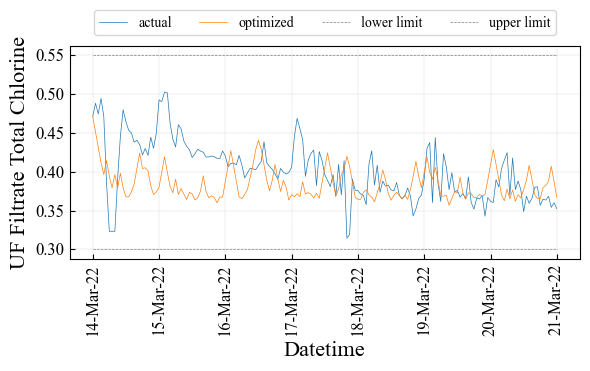 actual optimized lower limit upper limit
UF Filtrate Total Chlorine
0.55
0.50
0.45
0.40
0.35
0.30
14-Mar-22 15-Mar-22 16-Mar-22 17-Mar-22 18-Mar-22 19-Mar-22 20-Mar-22 21-Mar-22
Datetime